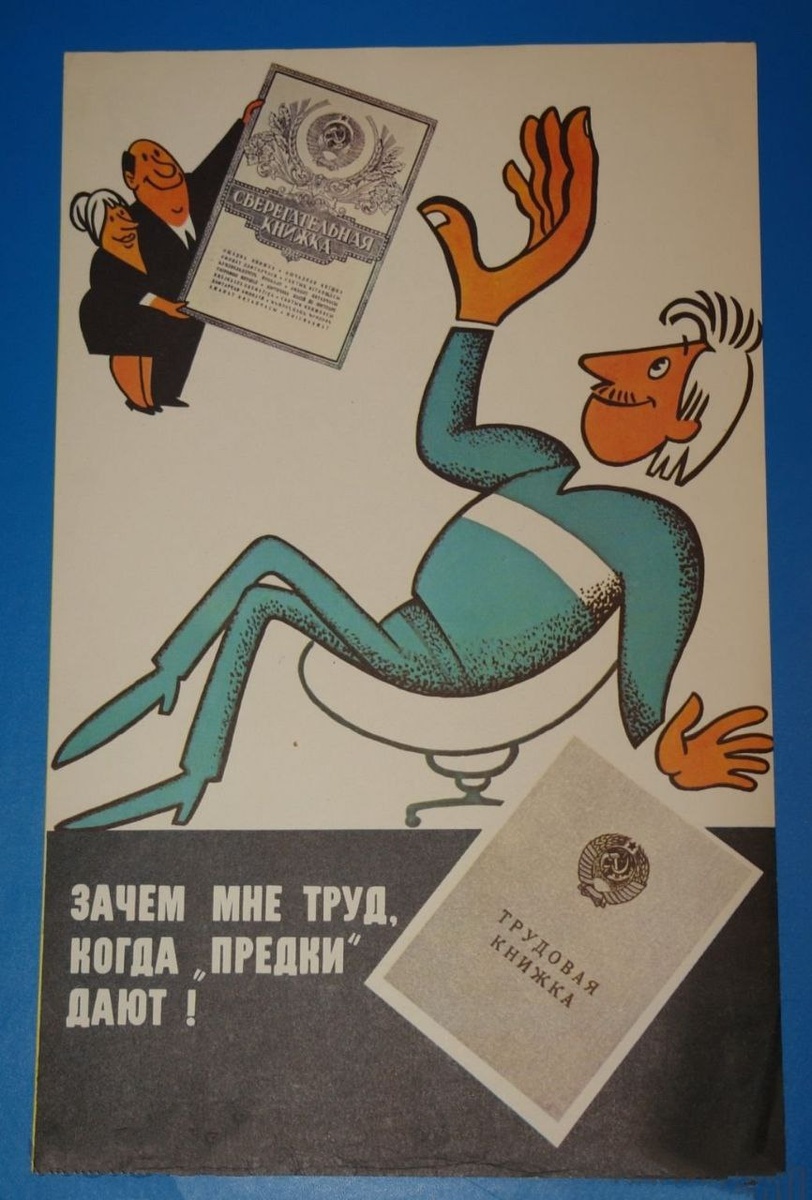 СБЕРЕГАТЕЛЬНАЯ
КНИЖКА
ЗАЧЕМ МНЕ ТРУД,
КОГДА „ПРЕДКИ“
ДАЮТ !
ТРУДОВАЯ
КНИЖКА